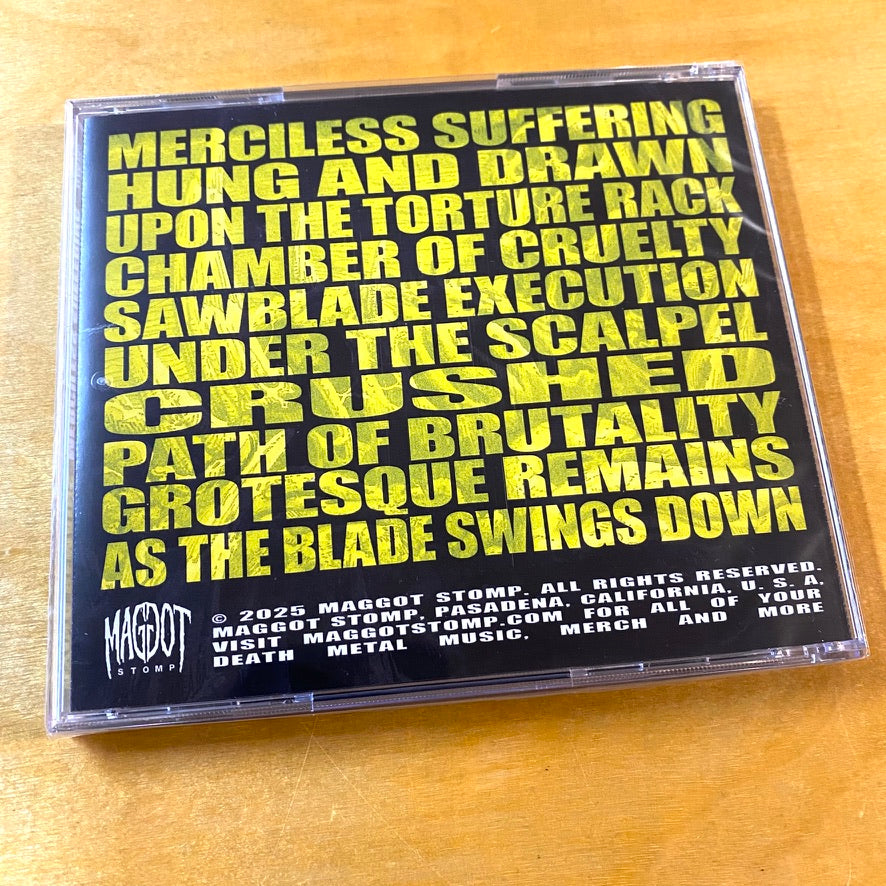 MERCILESS SUFFERING
HUNG AND DRAWN
UPON THE TORTURE RACK
CHAMBER OF CRUELTY
SAWBLADE EXECUTION
UNDER THE SCALPEL
CRUSHED
PATH OF BRUTALITY
GROTESQUE REMAINS
AS THE BLADE SWINGS DOWN
MAGGOT
STOMP
© 2025 MAGGOT STOMP. ALL RIGHTS RESERVED.
MAGGOT STOMP, PASADENA, CALIFORNIA, U. S. A.
VISIT MAGGOTSTOMP.COM FOR ALL OF YOUR
DEATH METAL MUSIC, MERCH AND MORE